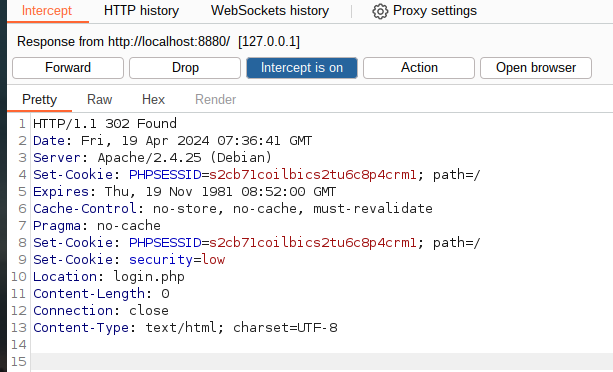 Intercept HTTP history WebSockets history Proxy settings
Response from http://localhost:8880/ [127.0.0.1]
Forward Drop Intercept is on Action Open browser
Pretty Raw Hex Render
1 HTTP/1.1 302 Found
2 Date: Fri, 19 Apr 2024 07:36:41 GMT
3 Server: Apache/2.4.25 (Debian)
4 Set-Cookie: PHPSESSID=s2cb71coilbics2tu6c8p4crm1; path=/
5 Expires: Thu, 19 Nov 1981 08:52:00 GMT
6 Cache-Control: no-store, no-cache, must-revalidate
7 Pragma: no-cache
8 Set-Cookie: PHPSESSID=s2cb71coilbics2tu6c8p4crm1; path=/
9 Set-Cookie: security=low
10 Location: login.php
11 Content-Length: 0
12 Connection: close
13 Content-Type: text/html; charset=UTF-8
14
15